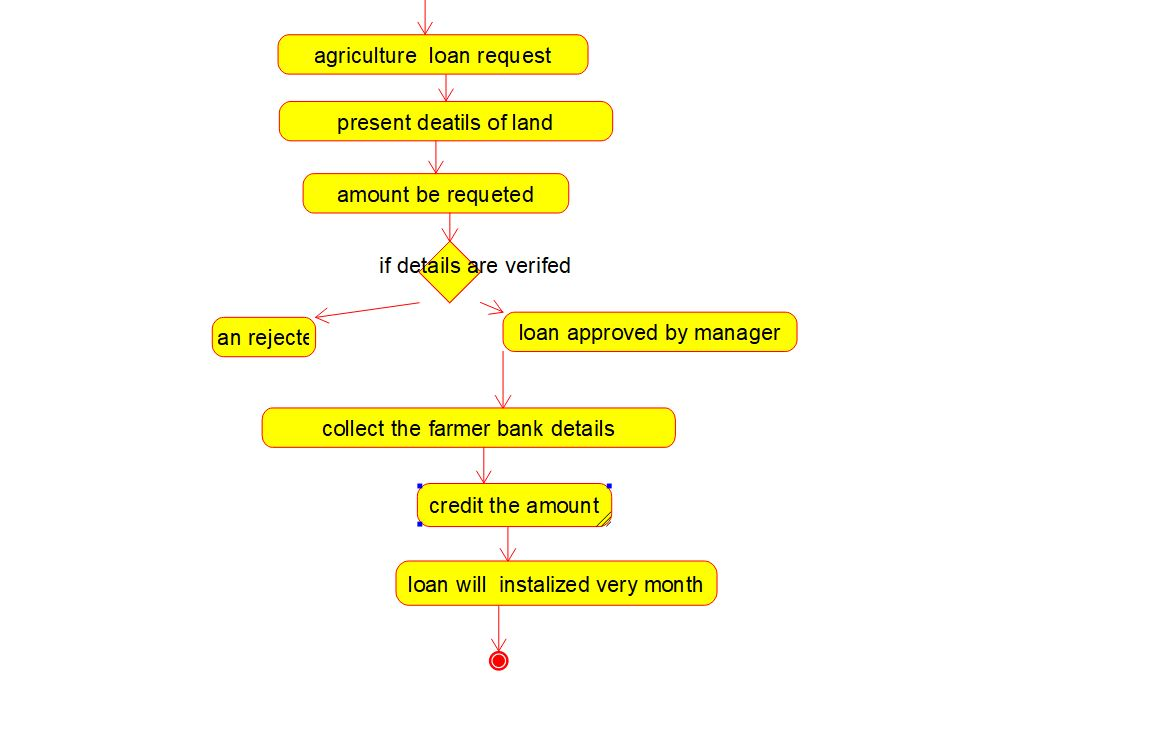 agriculture loan request
present deatils of land
amount be requeted
if details are verifed
an rejecte
loan approved by manager
collect the farmer bank details
credit the amount
loan will instalized very month